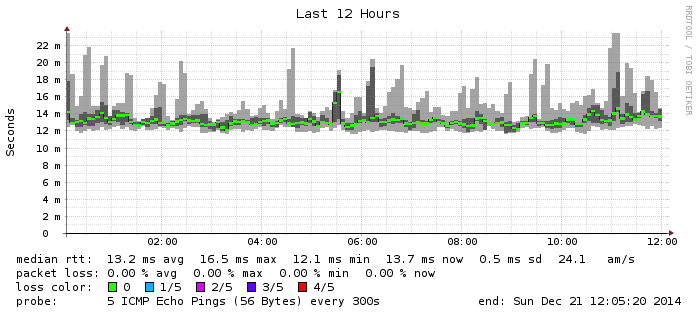 Last 12 Hours
RRDTOOL / TOBI OETIKER
Seconds
22 m
20 m
18 m
16 m
14 m
12 m
10 m
8 m
6 m
4 m
2 m
0
02:00 04:00 06:00 08:00 10:00 12:00
median rtt: 13.2 ms avg 16.5 ms max 12.1 ms min 13.7 ms now 0.5 ms sd 24.1 am/s
packet loss: 0.00 % avg 0.00 % max 0.00 % min 0.00 % now
loss color: 0 1/5 2/5 3/5 4/5
probe: 5 ICMP Echo Pings (56 Bytes) every 300s end: Sun Dec 21 12:05:20 2014